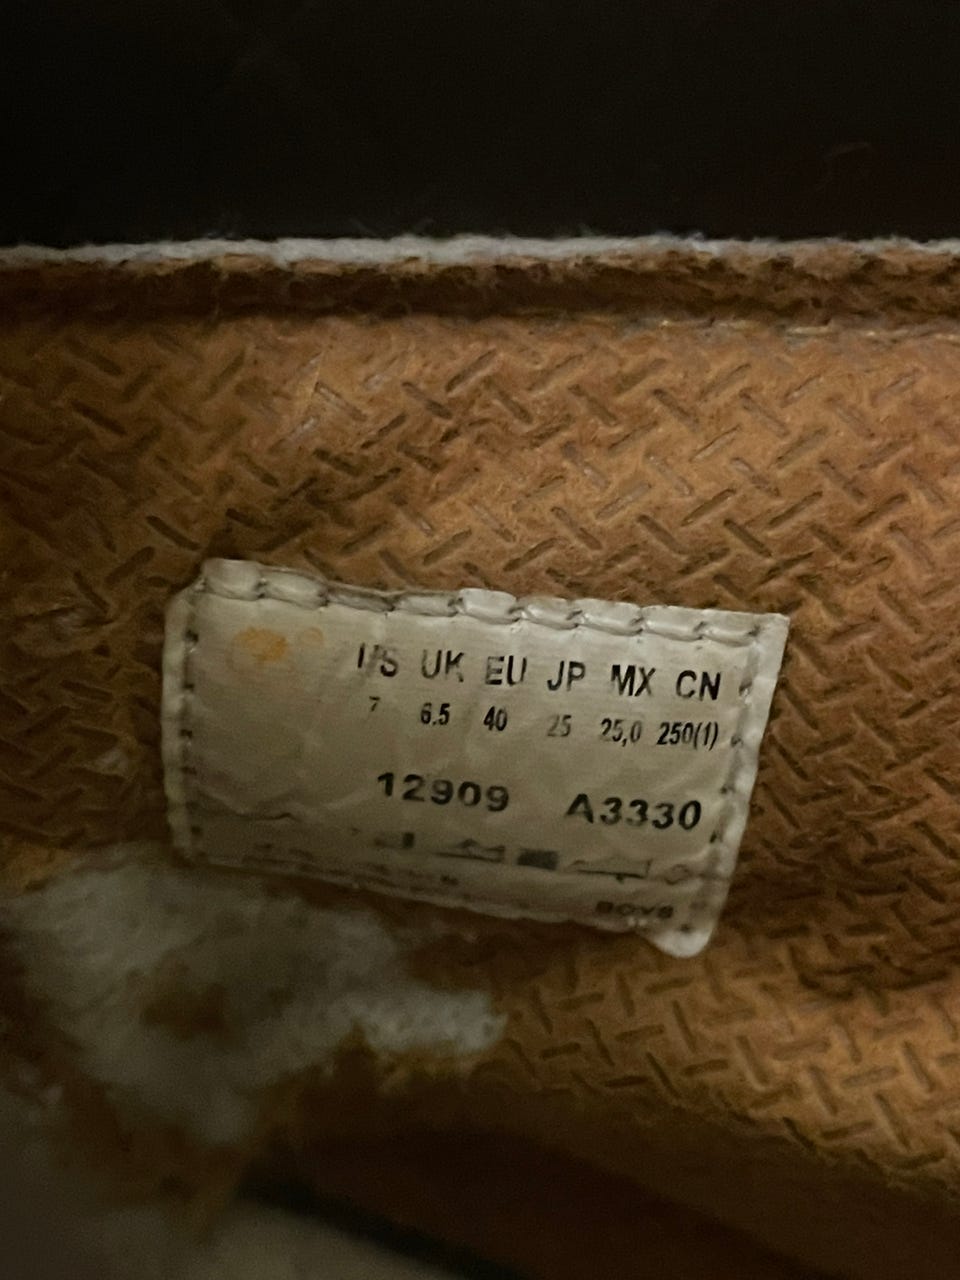 US UK EU JP MX CN
7 6.5 40 25 25,0 250(1)
12909 A3330
BOYS